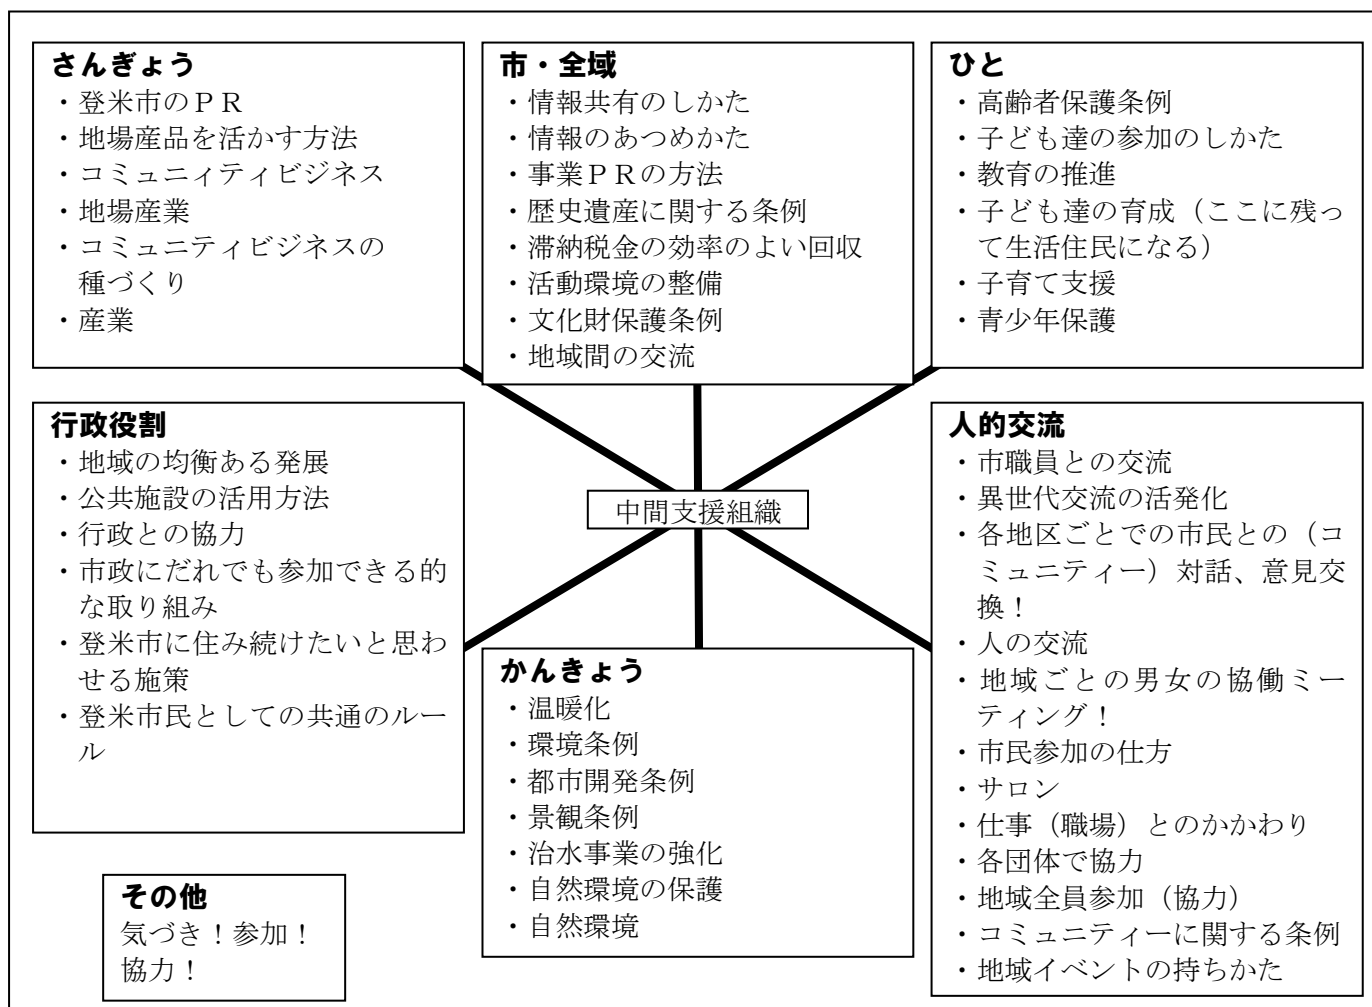 さんぎょう
・登米市のＰＲ
・地場産品を活かす方法
・コミュニィティビジネス
・地場産業
・コミュニティビジネスの
種づくり
・産業
市・全域
・情報共有のしかた
・情報のあつめかた
・事業ＰＲの方法
・歴史遺産に関する条例
・滞納税金の効率のよい回収
・活動環境の整備
・文化財保護条例
・地域間の交流
ひと
・高齢者保護条例
・子ども達の参加のしかた
・教育の推進
・子ども達の育成（ここに残っ
て生活住民になる）
・子育て支援
・青少年保護
行政役割
・地域の均衡ある発展
・公共施設の活用方法
・行政との協力
・市政にだれでも参加できる的
な取り組み
・登米市に住み続けたいと思わ
せる施策
・登米市民としての共通のルー
ル
中間支援組織
人的交流
・市職員との交流
・異世代交流の活発化
・各地区ごとでの市民との（コ
ミュニティー）対話、意見交
換！
・人の交流
・地域ごとの男女の協働ミー
ティング！
・市民参加の仕方
・サロン
・仕事（職場）とのかかわり
・各団体で協力
・地域全員参加（協力）
・コミュニティーに関する条例
・地域イベントの持ちかた
かんきょう
・温暖化
・環境条例
・都市開発条例
・景観条例
・治水事業の強化
・自然環境の保護
・自然環境
その他
気づき！参加！
協力！